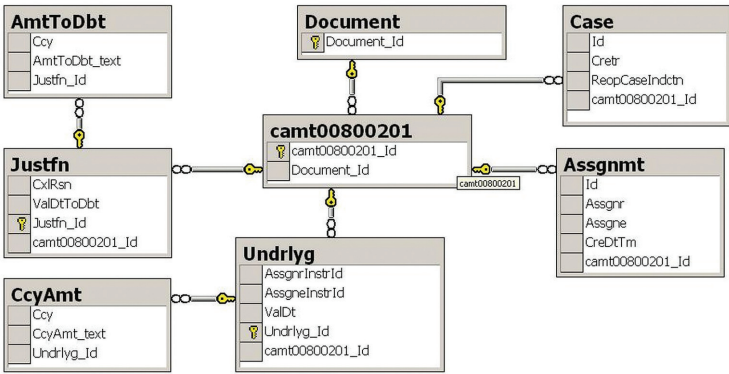 AmtToDbt
Ccy
AmtToDbt_text
Justfn_Id
Document
Document_Id
Case
Id
Cretr
ReopCaseIndctn
camt00800201_Id
camt00800201
camt00800201_Id
Document_Id
camt00800201
Justfn
CxlRsn
ValDtToDbt
Justfn_Id
camt00800201_Id
Assgnmt
Id
Assgnr
Assgne
CreDtTm
camt00800201_Id
Undrlyg
AssgnrInstrId
AssgneInstrId
ValDt
Undrlyg_Id
camt00800201_Id
CcyAmt
Ccy
CcyAmt_text
Undrlyg_Id